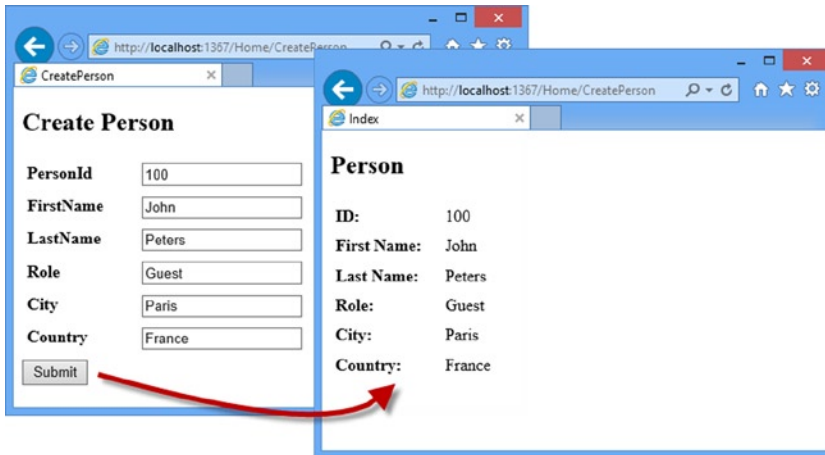 http://localhost:1367/Home/CreatePerson
CreatePerson
Create Person
PersonId 100
FirstName John
LastName Peters
Role Guest
City Paris
Country France
Submit
http://localhost:1367/Home/CreatePerson
Index
Person
ID: 100
First Name: John
Last Name: Peters
Role: Guest
City: Paris
Country: France